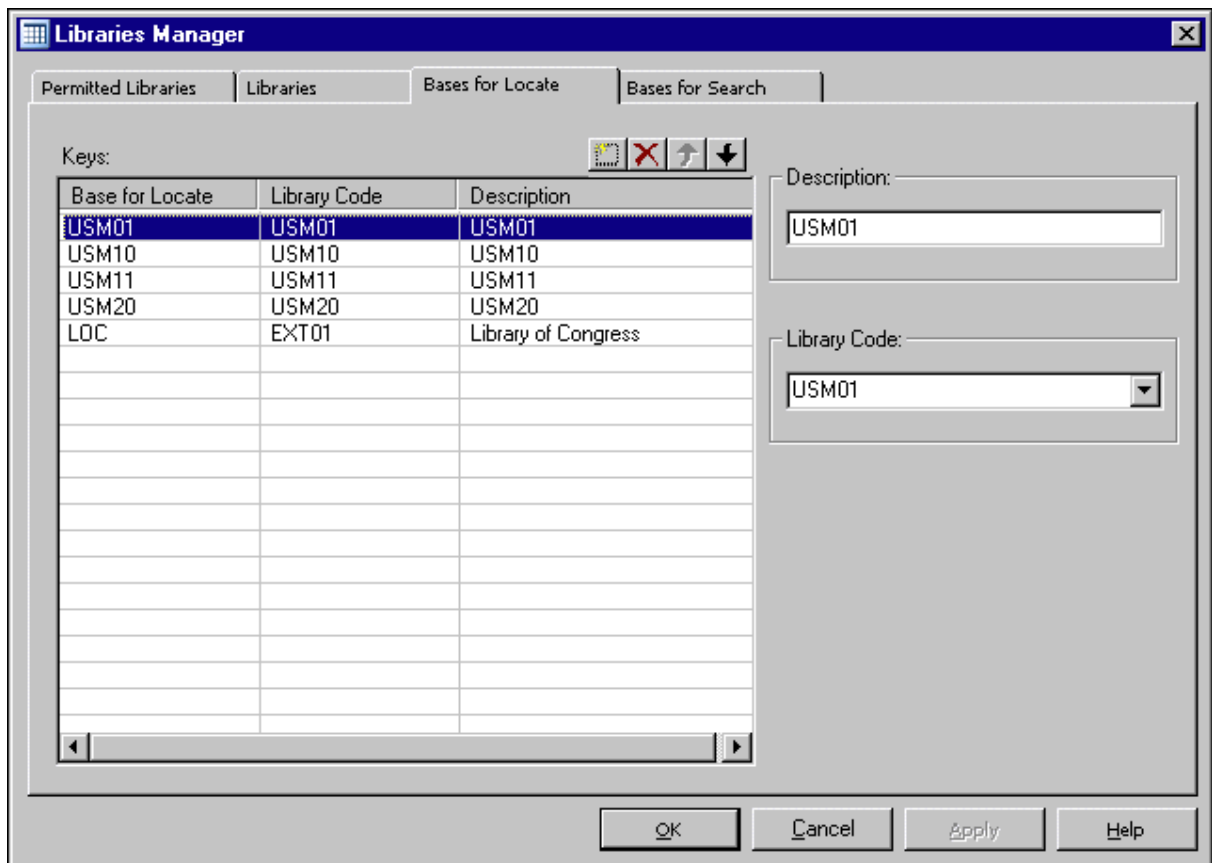 Libraries Manager
Permitted Libraries Libraries Bases for Locate Bases for Search
Keys:
Base for Locate Library Code Description
USM01 USM01 USM01
USM10 USM10 USM10
USM11 USM11 USM11
USM20 USM20 USM20
LOC EXT01 Library of Congress
Description:
USM01
Library Code:
USM01
OK Cancel Apply Help